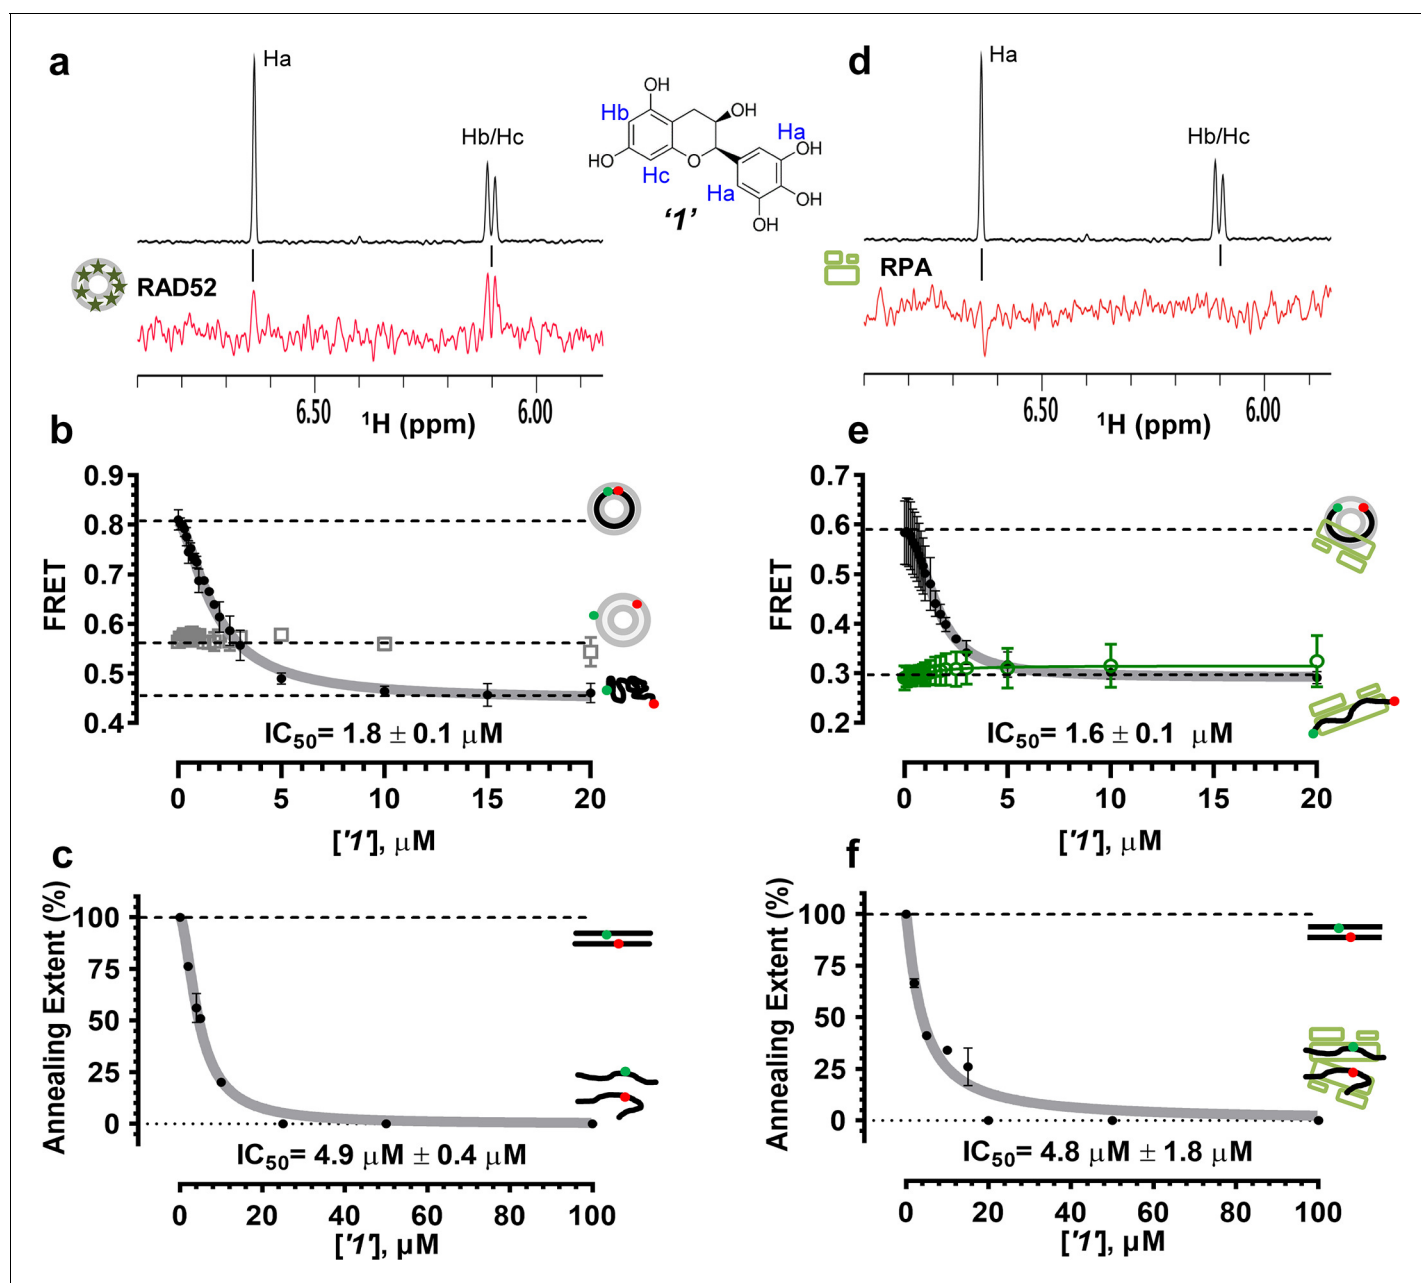 a
Ha
Hb/Hc
RAD52
6.50
6.00
¹H (ppm)
OH
Hb
OH
Ha
HO
O
OH
Hc
Ha
OH
OH
'1'
d
Ha
Hb/Hc
RPA
6.50
6.00
¹H (ppm)
b
FRET
0.9
0.8
0.7
0.6
0.5
0.4
IC₅₀= 1.8 ± 0.1 μM
0 5 10 15 20
['1'], μM
e
FRET
0.7
0.6
0.5
0.4
0.3
0.2
IC₅₀= 1.6 ± 0.1 μM
0 5 10 15 20
['1'], μM
c
Annealing Extent (%)
100
75
50
25
0
IC₅₀= 4.9 μM ± 0.4 μM
0 20 40 60 80 100
['1'], μM
f
Annealing Extent (%)
100
75
50
25
0
IC₅₀= 4.8 μM ± 1.8 μM
0 20 40 60 80 100
['1'], μM